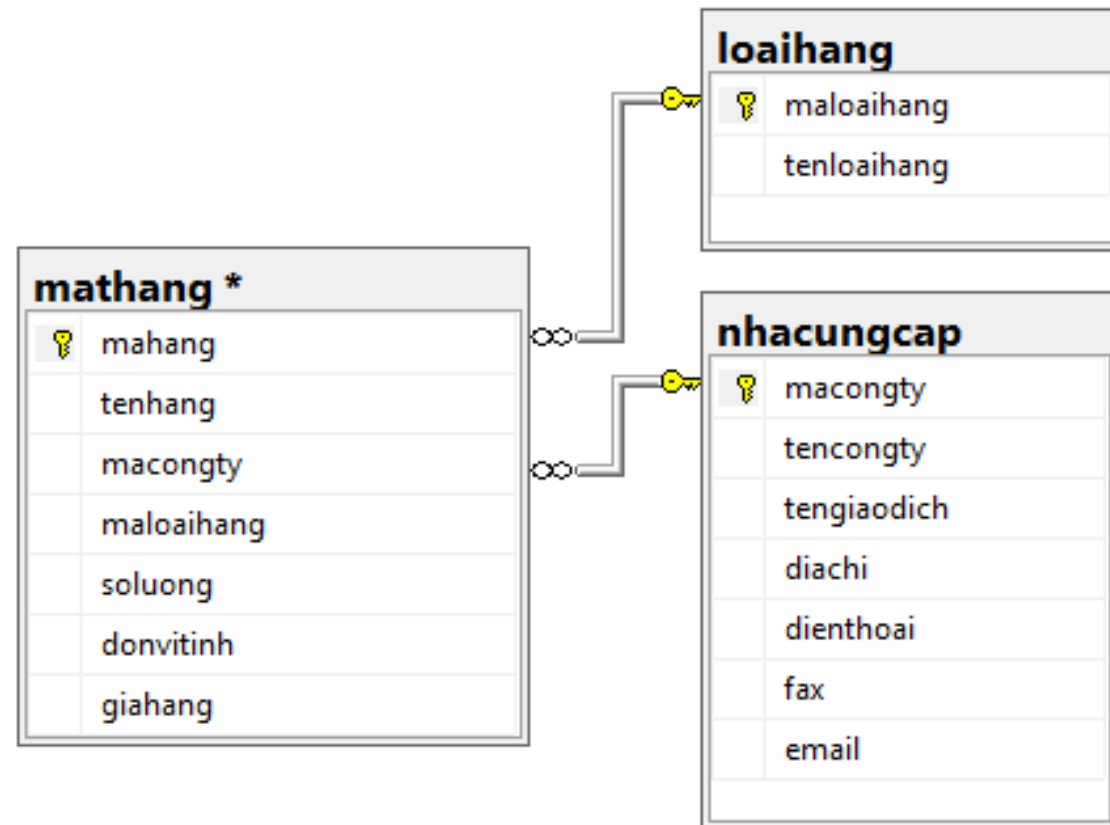 loaihang
maloaihang
tenloaihang
mathang *
mahang
tenhang
macongty
maloaihang
soluong
donvitinh
giahang
nhacungcap
macongty
tencongty
tengiaodich
diachi
dienthoai
fax
email